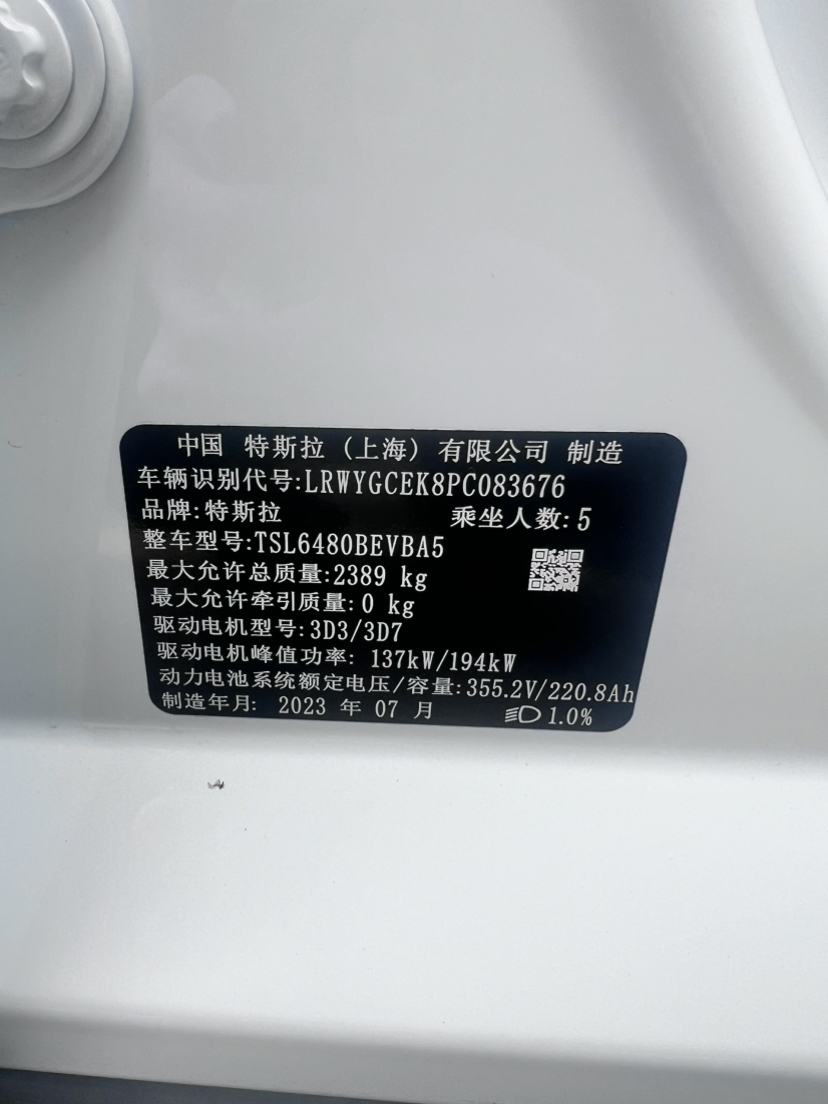 中国 特斯拉 (上海) 有限公司 制造
车辆识别代号:LRWYGCEK8PC083676
品牌:特斯拉 乘坐人数:5
整车型号:TSL6480BEVBA5
最大允许总质量:2389 kg
最大允许牵引质量:0 kg
驱动电机型号:3D3/3D7
驱动电机峰值功率: 137kW/194kW
动力电池系统额定电压/容量:355.2V/220.8Ah
制造年月: 2023 年 07 月 1.0%